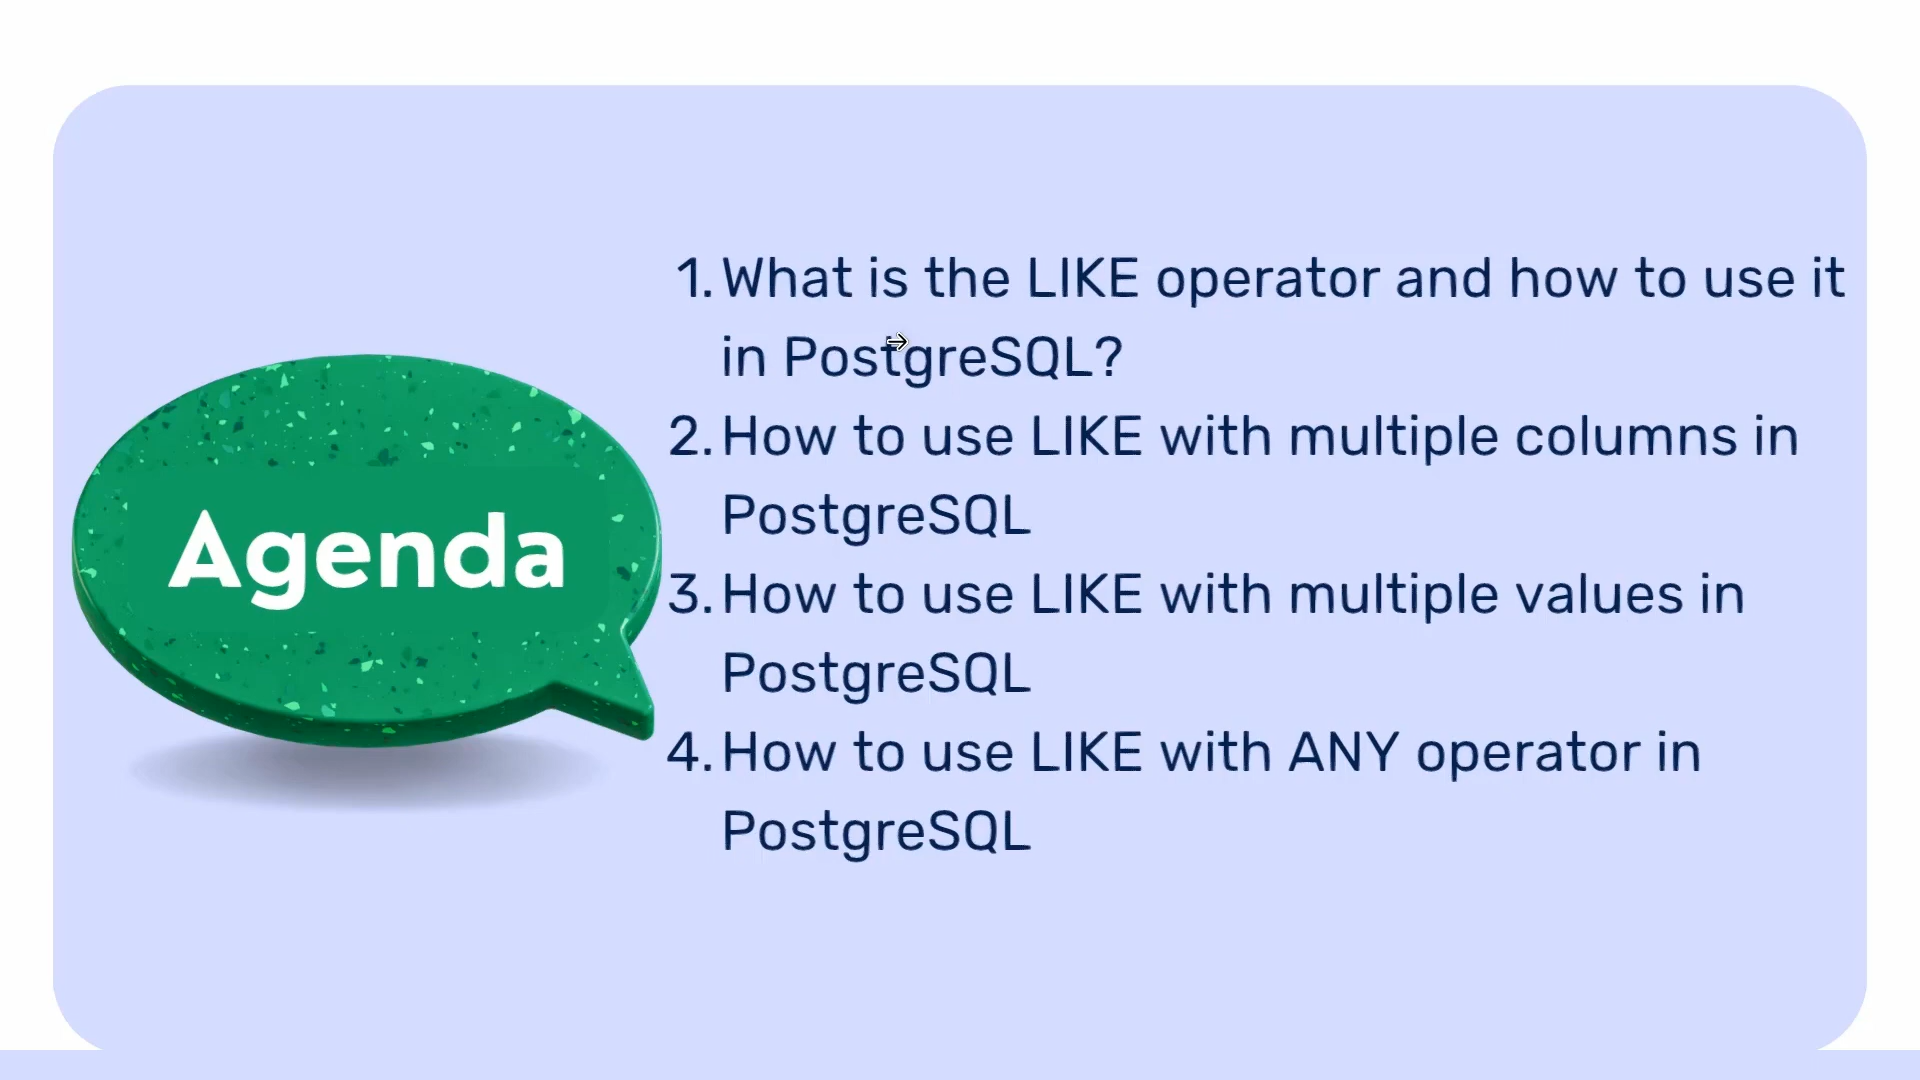 Agenda
1. What is the LIKE operator and how to use it
in PostgreSQL?
2. How to use LIKE with multiple columns in
PostgreSQL
3. How to use LIKE with multiple values in
PostgreSQL
4. How to use LIKE with ANY operator in
PostgreSQL